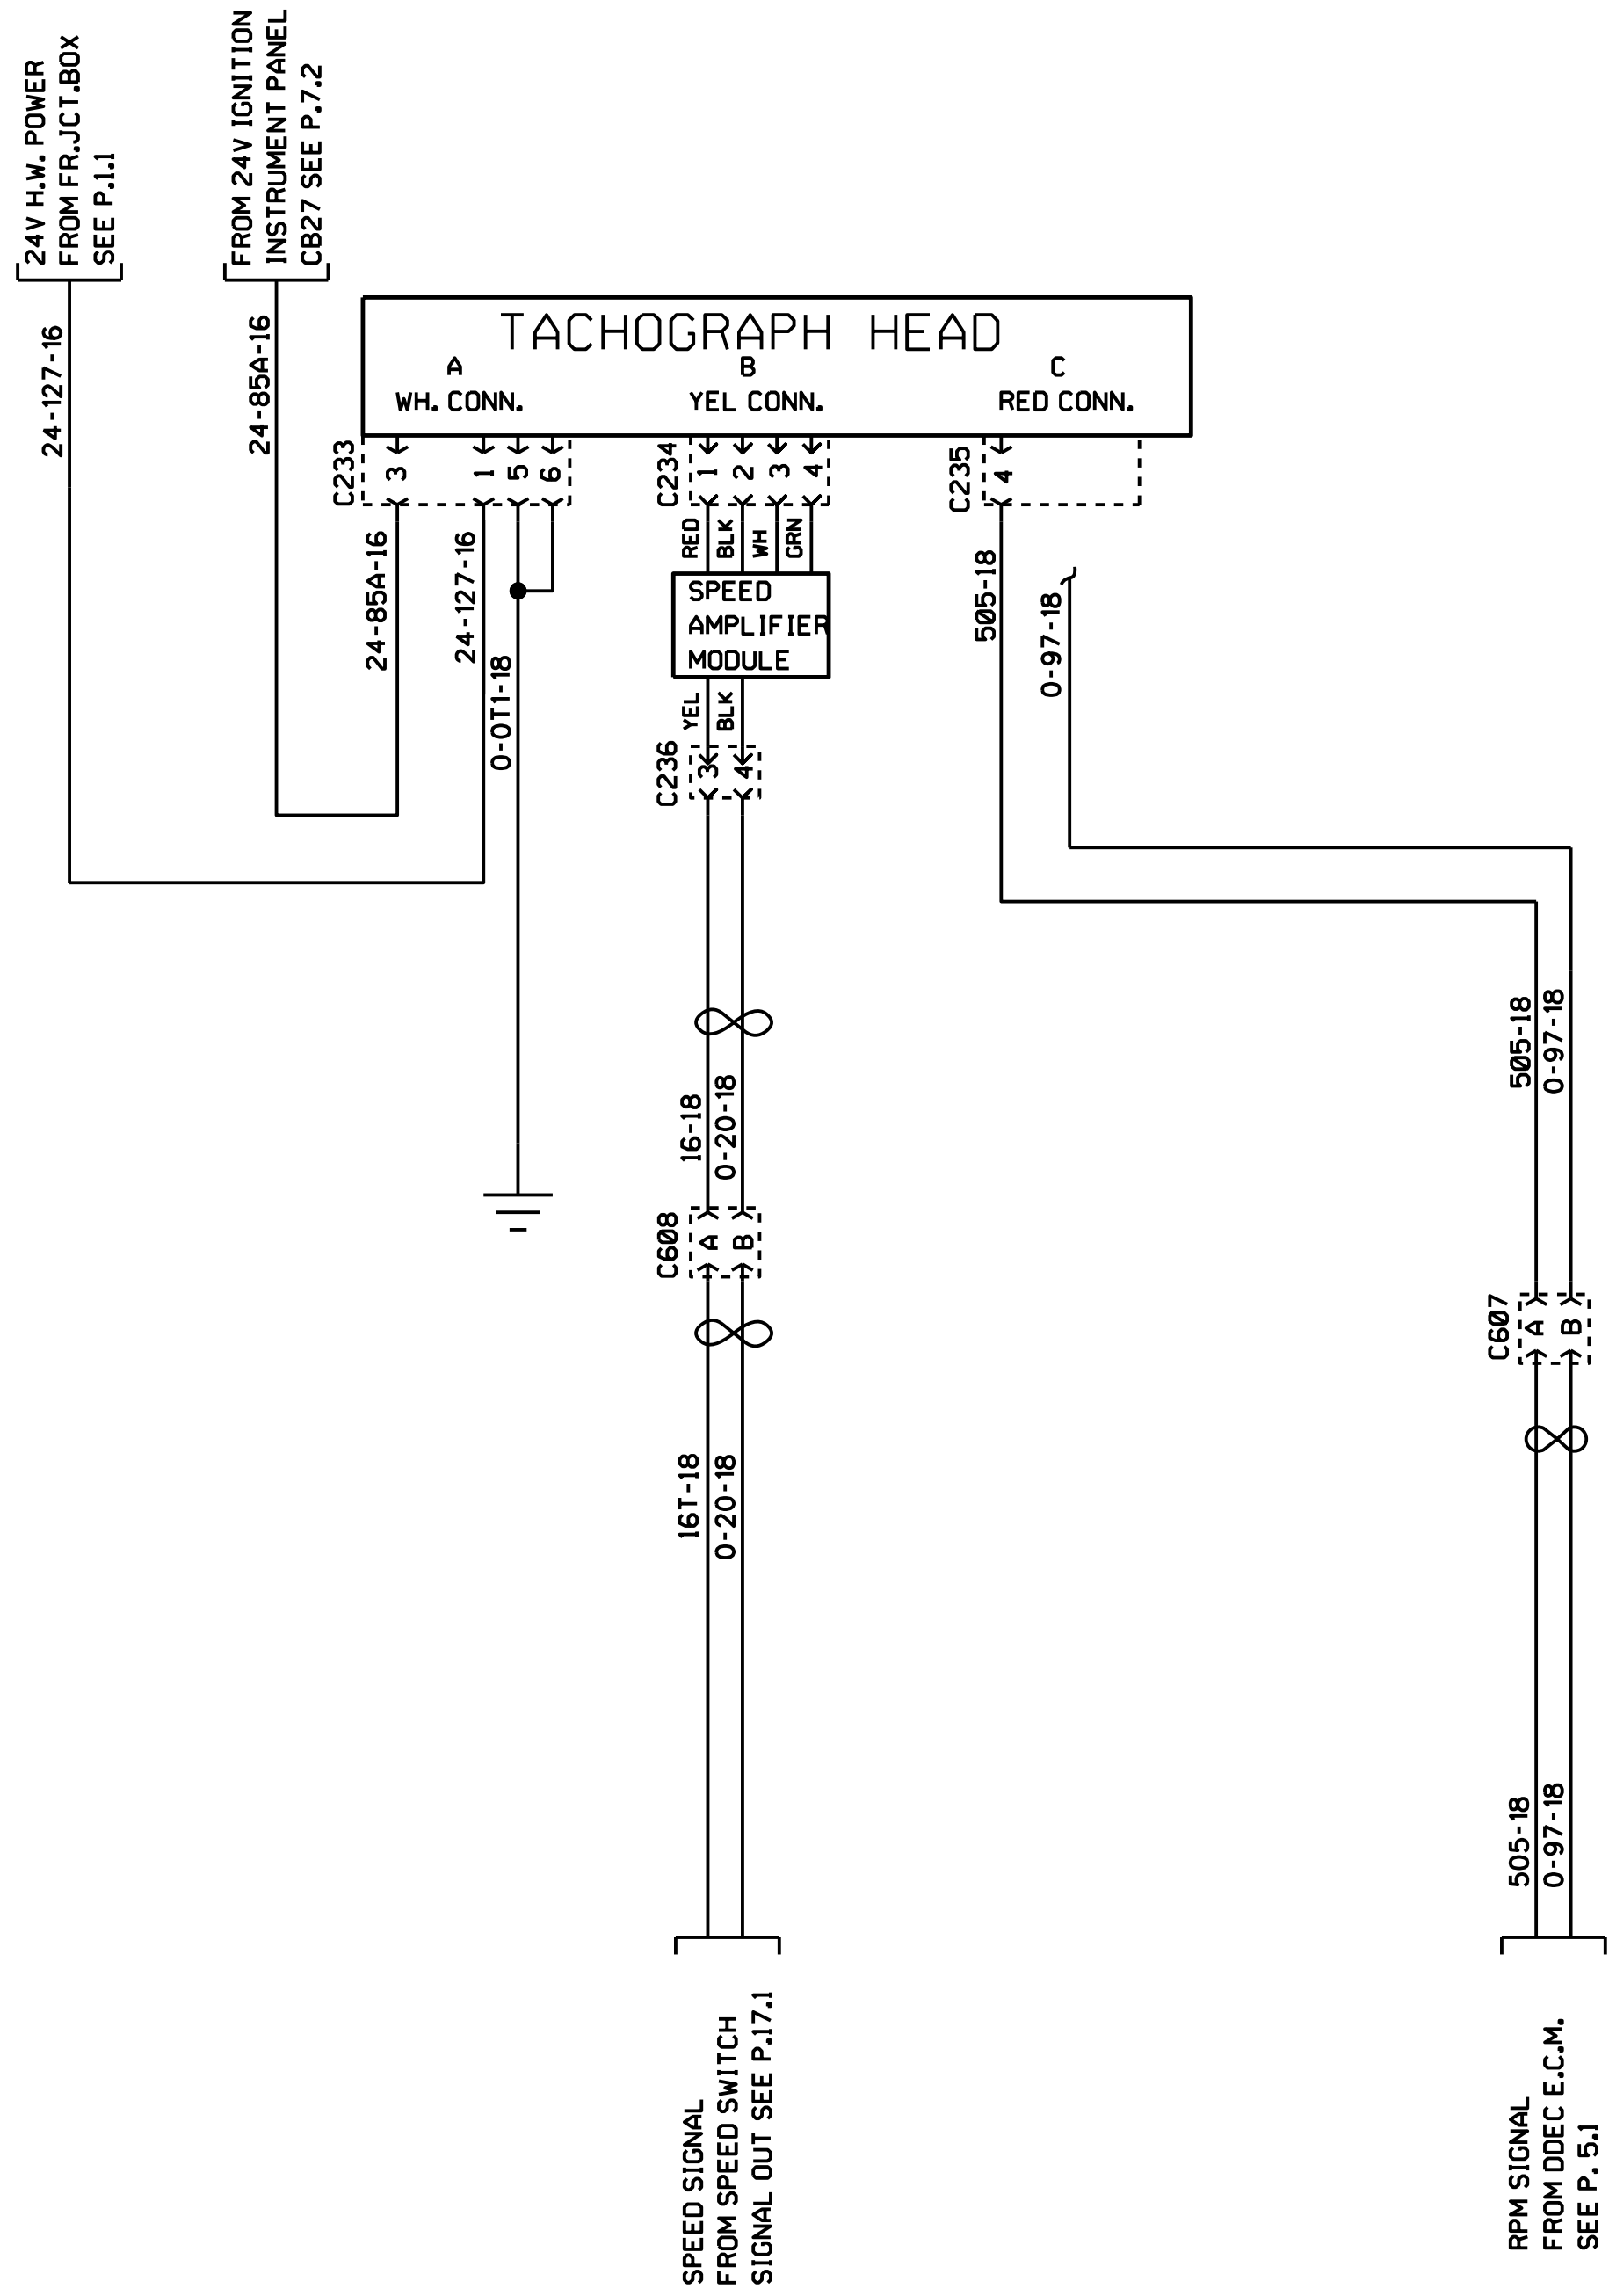 24V H.W. POWER
FROM FR.JCT.BOX
SEE P.1.1
FROM 24V IGNITION
INSTRUMENT PANEL
CB27 SEE P.7.2
24-127-16
24-85A-16
TACHOGRAPH HEAD
A
B
C
WH. CONN.
YEL CONN.
RED CONN.
C233
3
1
5
6
C234
1
2
3
4
C235
4
24-85A-16
24-127-16
0-0T1-18
RED
BLK
WH
GRN
SPEED
AMPLIFIER
MODULE
YEL
BLK
C236
3
4
505-18
0-97-18
16-18
0-20-18
505-18
0-97-18
C608
A
B
C607
A
B
16T-18
0-20-18
505-18
0-97-18
SPEED SIGNAL
FROM SPEED SWITCH
SIGNAL OUT SEE P.17.1
RPM SIGNAL
FROM DDEC E.C.M.
SEE P. 5.1